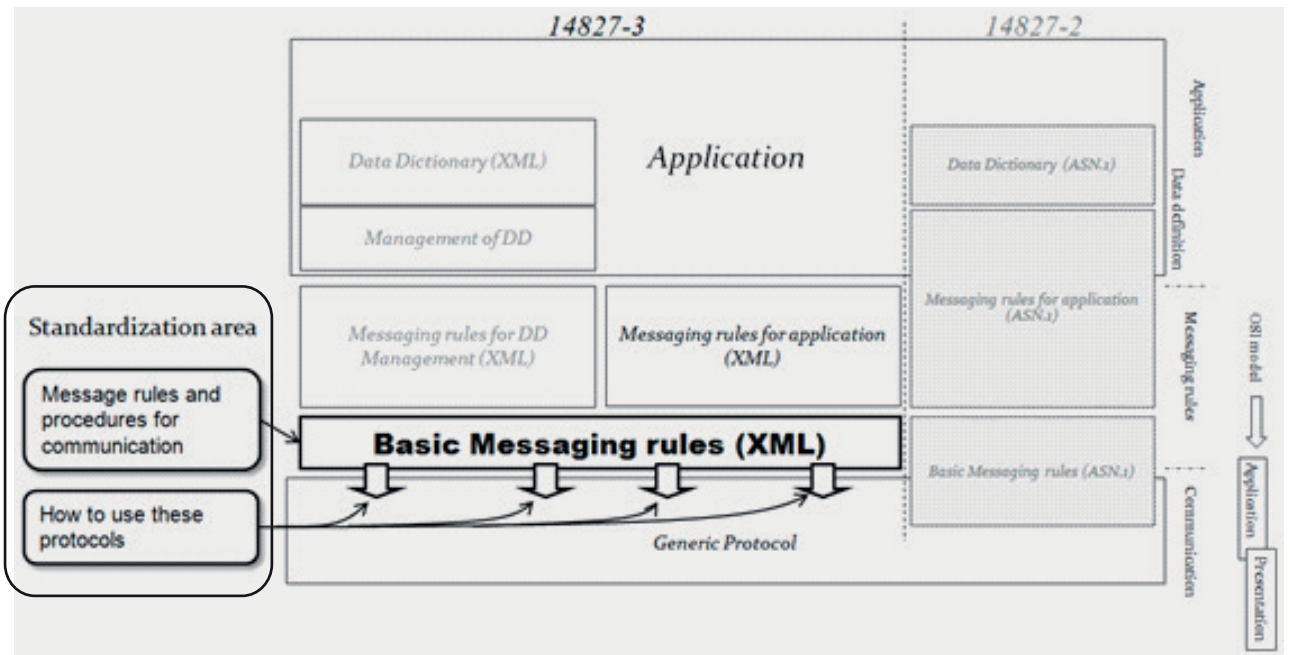 14827-3
14827-2
Data Dictionary (XML)
Application
Data Dictionary (ASN.1)
Management of DD
Messaging rules for application
(ASN.1)
Standardization area
Messaging rules for DD
Management (XML)
Messaging rules for application
(XML)
Message rules and
procedures for
communication
Basic Messaging rules (XML)
Basic Messaging rules (ASN.1)
How to use these
protocols
Generic Protocol
Application
Data definition
Messaging rules
Communication
OSI model
Application
Presentation